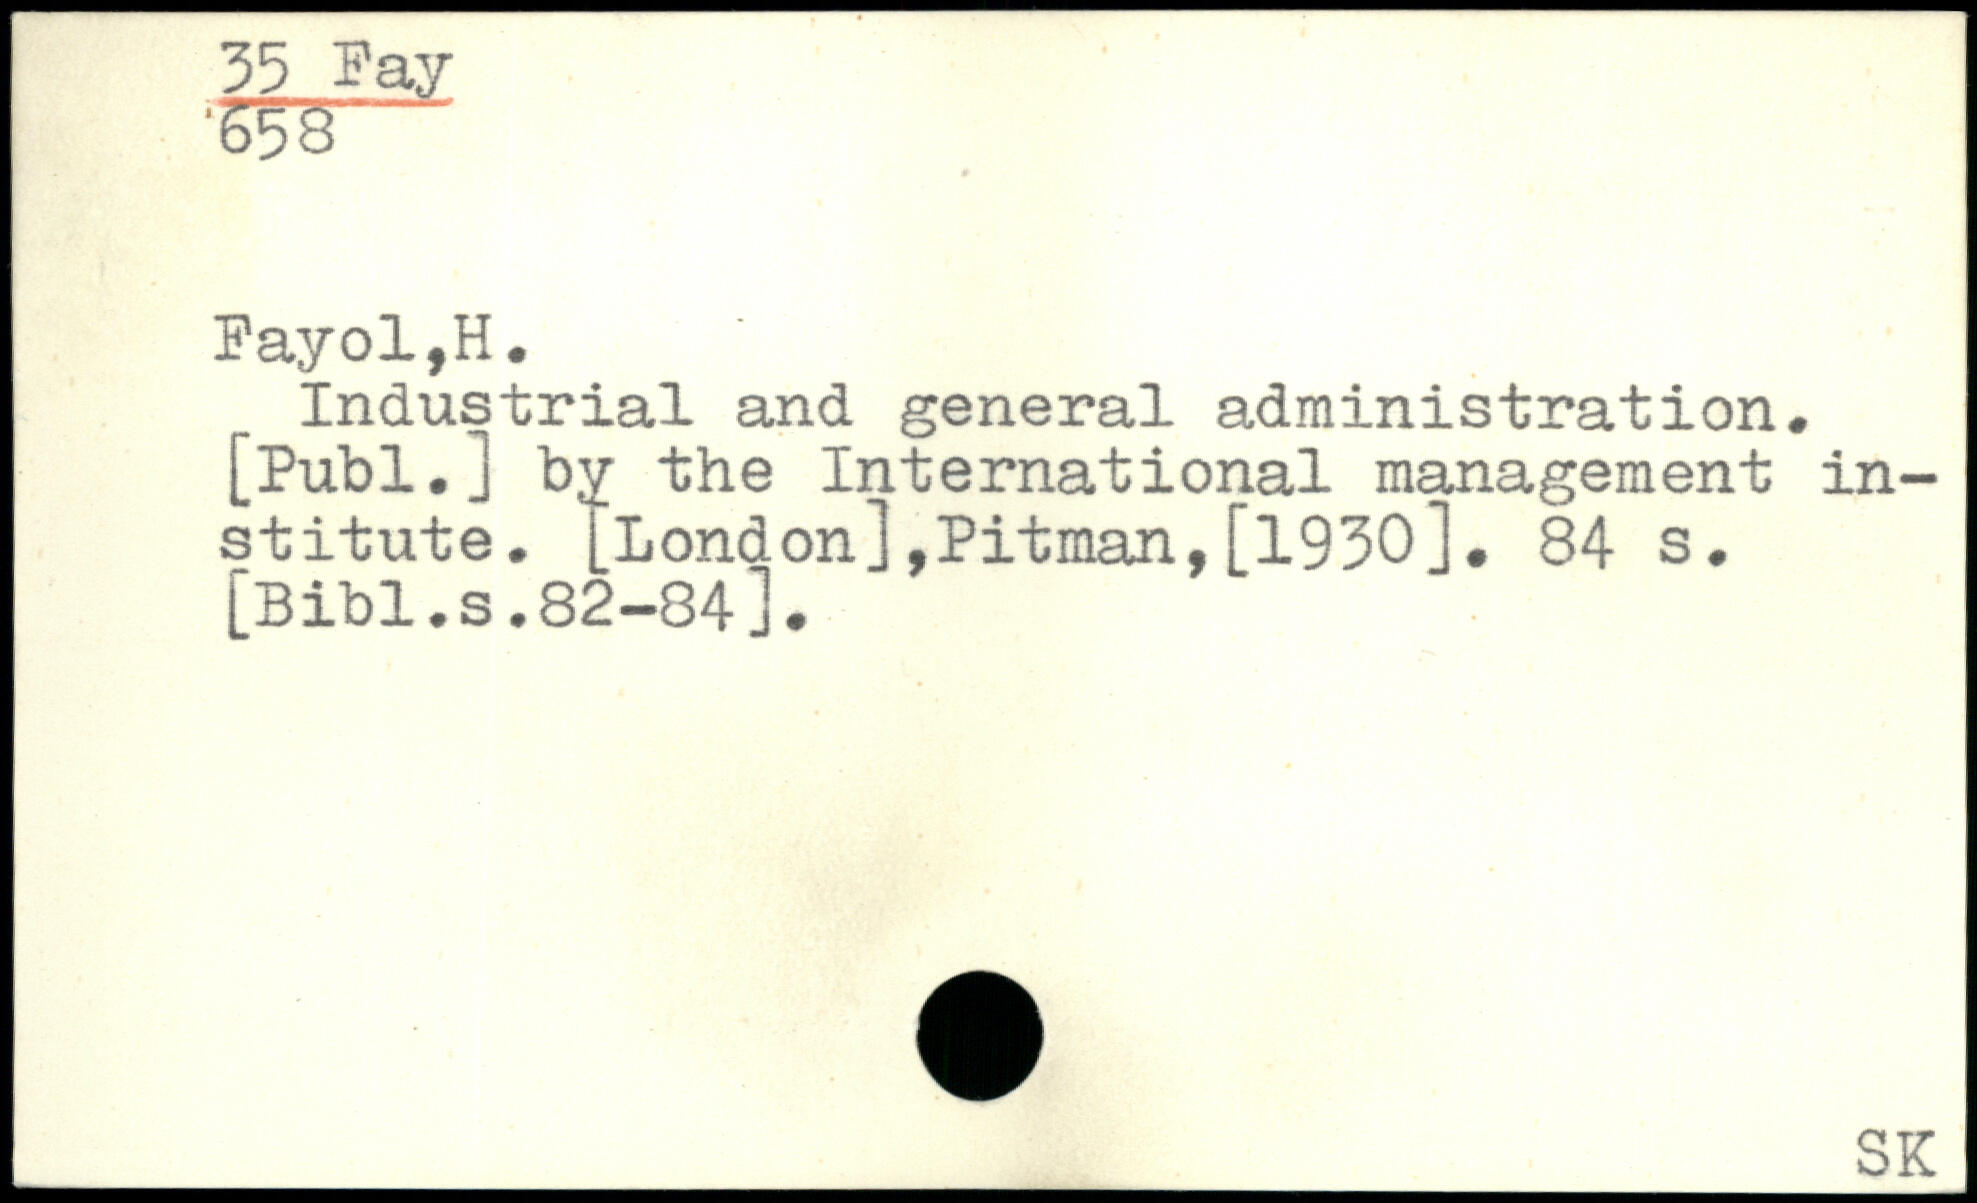 35 Fay
658
Fayol,H.
Industrial and general administration.
[Publ.] by the International management in-
stitute. [London],Pitman,[1930]. 84 s.
[Bibl.s.82-84].
SK